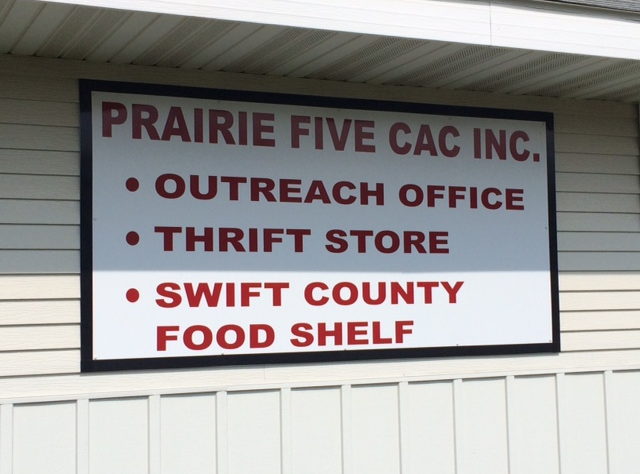 PRAIRIE FIVE CAC INC.
• OUTREACH OFFICE
• THRIFT STORE
• SWIFT COUNTY
FOOD SHELF